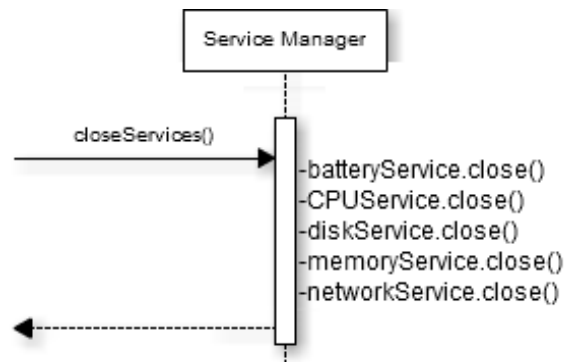 Service Manager
closeServices()
-batteryService.close()
-CPUService.close()
-diskService.close()
-memoryService.close()
-networkService.close()